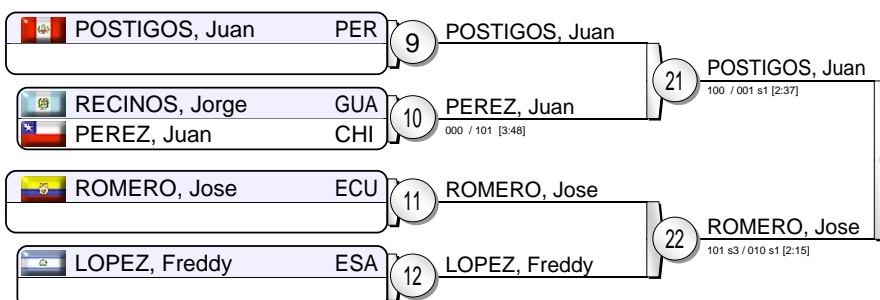 POSTIGOS, Juan PER
9
POSTIGOS, Juan
RECINOS, Jorge GUA
PEREZ, Juan CHI
10
PEREZ, Juan
000 / 101 [3:48]
21
POSTIGOS, Juan
100 / 001 s1 [2:37]
ROMERO, Jose ECU
11
ROMERO, Jose
LOPEZ, Freddy ESA
12
LOPEZ, Freddy
22
ROMERO, Jose
101 s3 / 010 s1 [2:15]